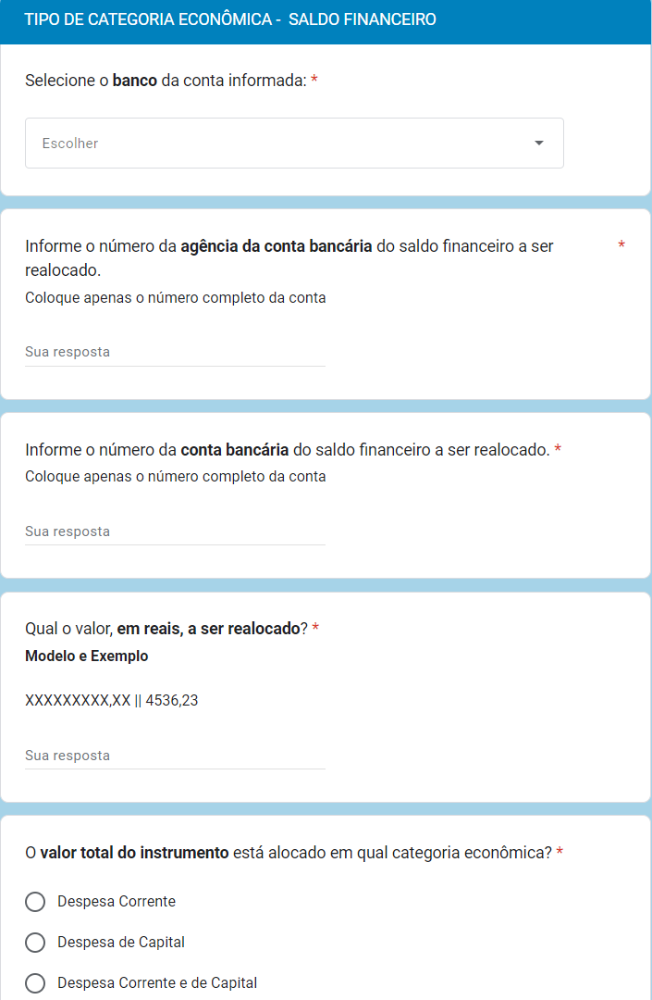 TIPO DE CATEGORIA ECONÔMICA - SALDO FINANCEIRO
Selecione o banco da conta informada: *
Escolher
Informe o número da agência da conta bancária do saldo financeiro a ser *
realocado.
Coloque apenas o número completo da conta
Sua resposta
Informe o número da conta bancária do saldo financeiro a ser realocado. *
Coloque apenas o número completo da conta
Sua resposta
Qual o valor, em reais, a ser realocado? *
Modelo e Exemplo
XXXXXXXXX,XX || 4536,23
Sua resposta
O valor total do instrumento está alocado em qual categoria econômica? *
Despesa Corrente
Despesa de Capital
Despesa Corrente e de Capital